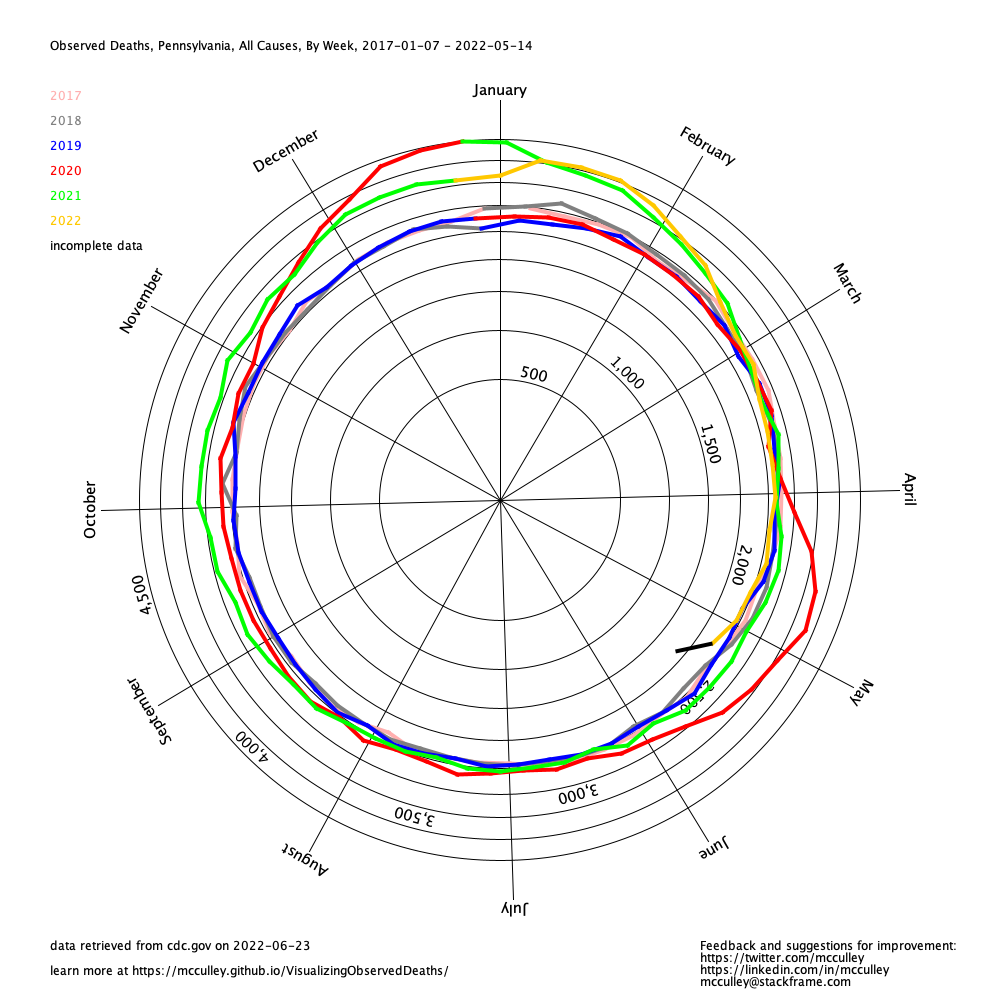 Observed Deaths, Pennsylvania, All Causes, By Week, 2017-01-07 - 2022-05-14
2017
2018
2019
2020
2021
2022
incomplete data
January
February
March
April
May
June
July
August
September
October
November
December
500
1,000
1,500
2,000
2,500
3,000
3,500
4,000
4,500
data retrieved from cdc.gov on 2022-06-23
learn more at https://mcculley.github.io/VisualizingObservedDeaths/
Feedback and suggestions for improvement:
https://twitter.com/mcculley
https://linkedin.com/in/mcculley
mcculley@stackframe.com